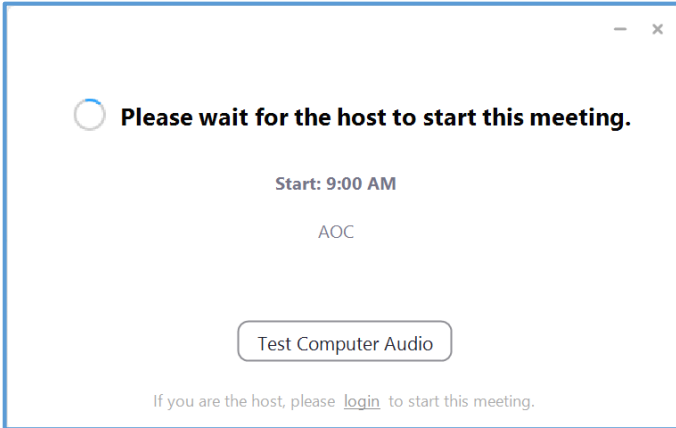 Please wait for the host to start this meeting.
Start: 9:00 AM
AOC
Test Computer Audio
If you are the host, please login to start this meeting.